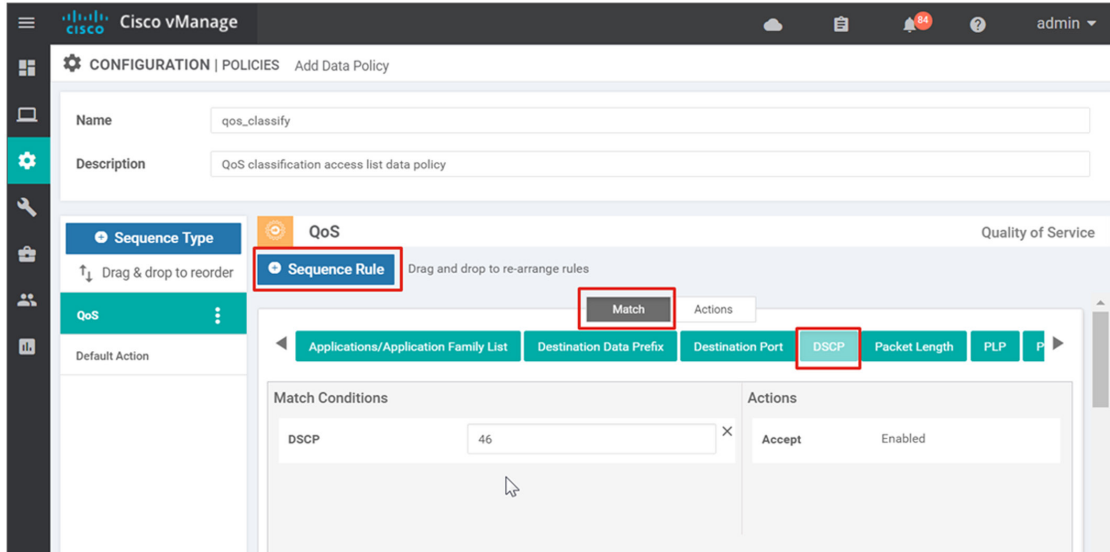 CISCO Cisco vManage 84 admin
CONFIGURATION | POLICIES Add Data Policy
Name qos_classify
Description QoS classification access list data policy
Sequence Type
Drag & drop to reorder
QoS
Default Action
QoS Quality of Service
Sequence Rule Drag and drop to re-arrange rules
Match Actions
Applications/Application Family List Destination Data Prefix Destination Port DSCP Packet Length PLP P
Match Conditions Actions
DSCP 46 Accept Enabled